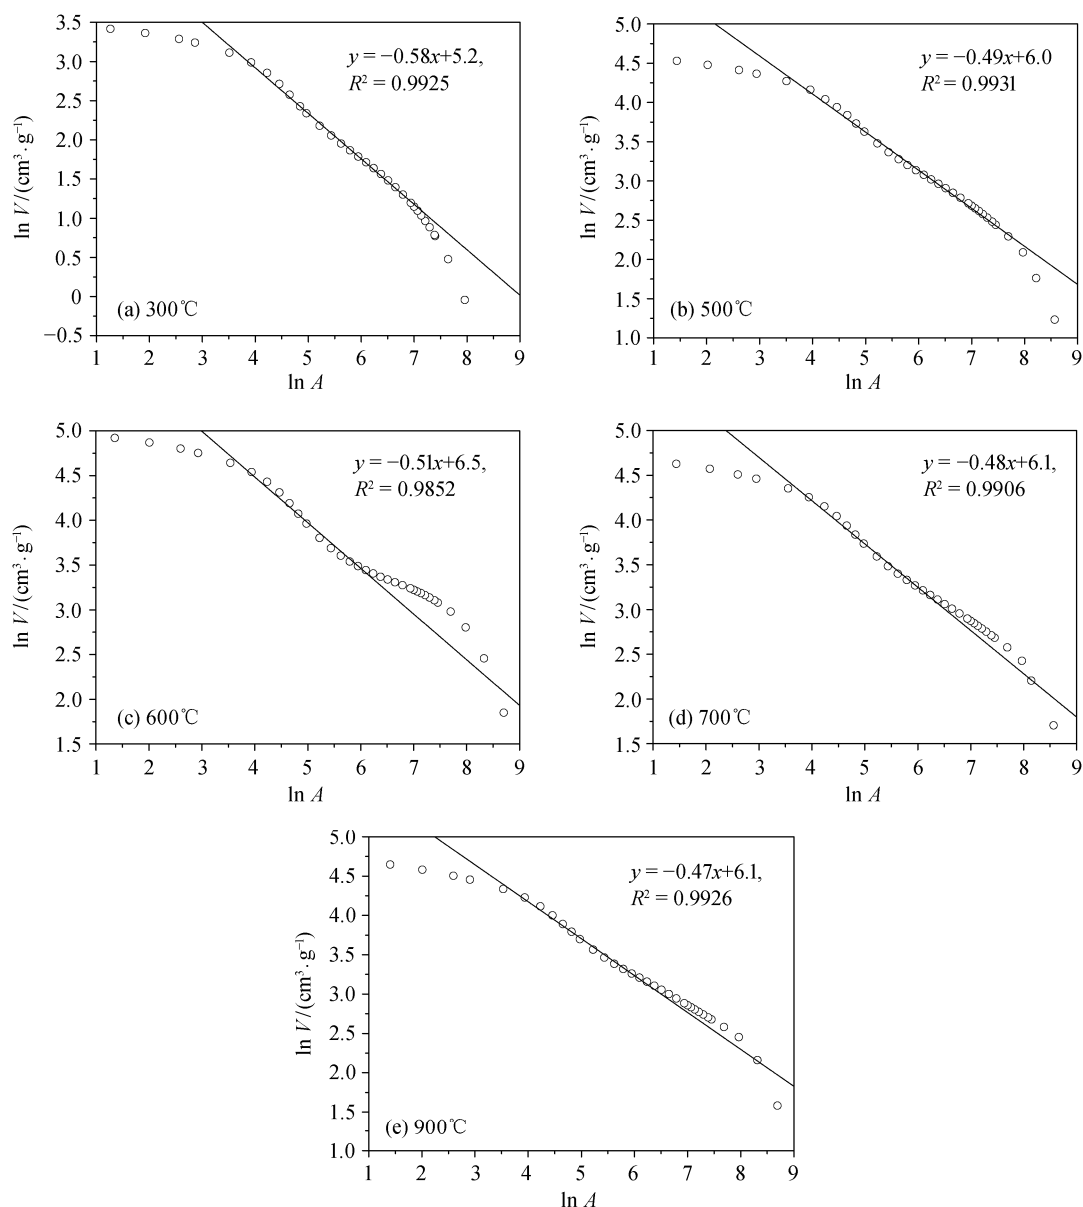 3.5
3.0
2.5
2.0
1.5
1.0
0.5
0
−0.5
ln V/(cm³·g⁻¹)
y = −0.58x+5.2,
R² = 0.9925
(a) 300℃
1 2 3 4 5 6 7 8 9
ln A
5.0
4.5
4.0
3.5
3.0
2.5
2.0
1.5
1.0
ln V/(cm³·g⁻¹)
y = −0.49x+6.0
R² = 0.9931
(b) 500℃
1 2 3 4 5 6 7 8 9
ln A
5.0
4.5
4.0
3.5
3.0
2.5
2.0
1.5
ln V/(cm³·g⁻¹)
y = −0.51x+6.5,
R² = 0.9852
(c) 600℃
1 2 3 4 5 6 7 8 9
ln A
5.0
4.5
4.0
3.5
3.0
2.5
2.0
1.5
ln V/(cm³·g⁻¹)
y = −0.48x+6.1,
R² = 0.9906
(d) 700℃
1 2 3 4 5 6 7 8 9
ln A
5.0
4.5
4.0
3.5
3.0
2.5
2.0
1.5
1.0
ln V/(cm³·g⁻¹)
y = −0.47x+6.1,
R² = 0.9926
(e) 900℃
1 2 3 4 5 6 7 8 9
ln A